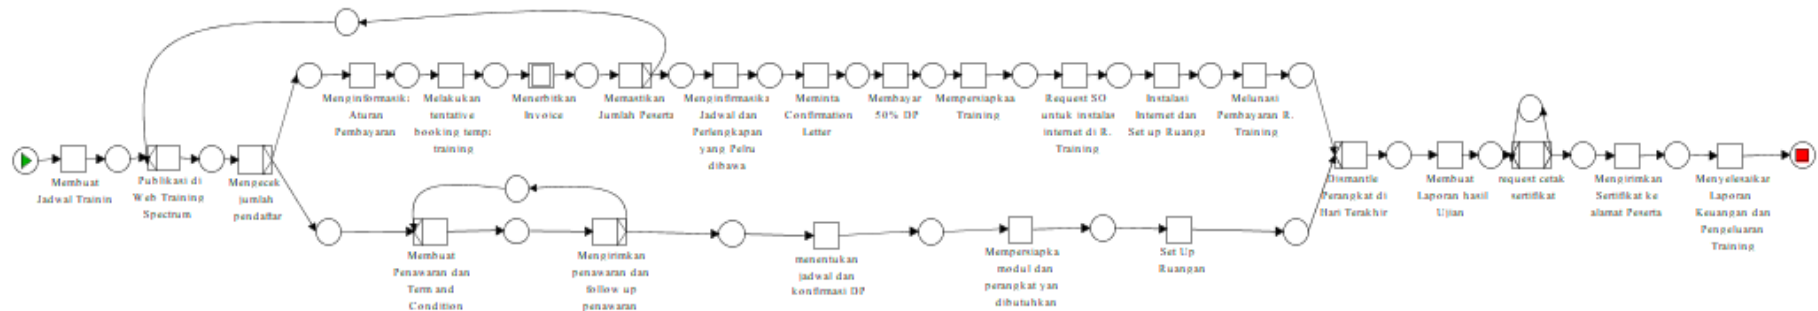 Membuat
Jadwal Trainin
Publikasi di
Web Training
Spectrum
Mengecek
jumlah
pendaftar
Menginformasik:
Aturan
Pembayaran
Melakukan
tentative
booking temp:
training
Menerbitkan
Invoice
Memastikan
Jumlah Peserta
Menginfirmasika
Jadwal dan
Perlengkapan
yang Pelru
dibawa
Meminta
Confirmation
Letter
Membayar
50% DP
Mempersiapkaa
Training
Request SO
untuk instalas
internet di R.
Training
Instalasi
Internet dan
Set up Ruanga
Melunasi
Pembayaran R.
Training
Membuat
Penawaran dan
Term and
Condition
Mengirimkan
penawaran dan
follow up
penawaran
menentukan
jadwal dan
konfirmasi DP
Mempersiapka
modul dan
perangkat yan
dibutuhkan
Set Up
Ruangan
Dismantle
Perangkat di
Hari Terakhir
Membuat
Laporan hasil
Ujian
request cetak
sertifikat
Mengirimkan
Sertifikat ke
alamat Peserta
Menyelesaikar
Laporan
Keuangan dan
Pengeluaran
Training